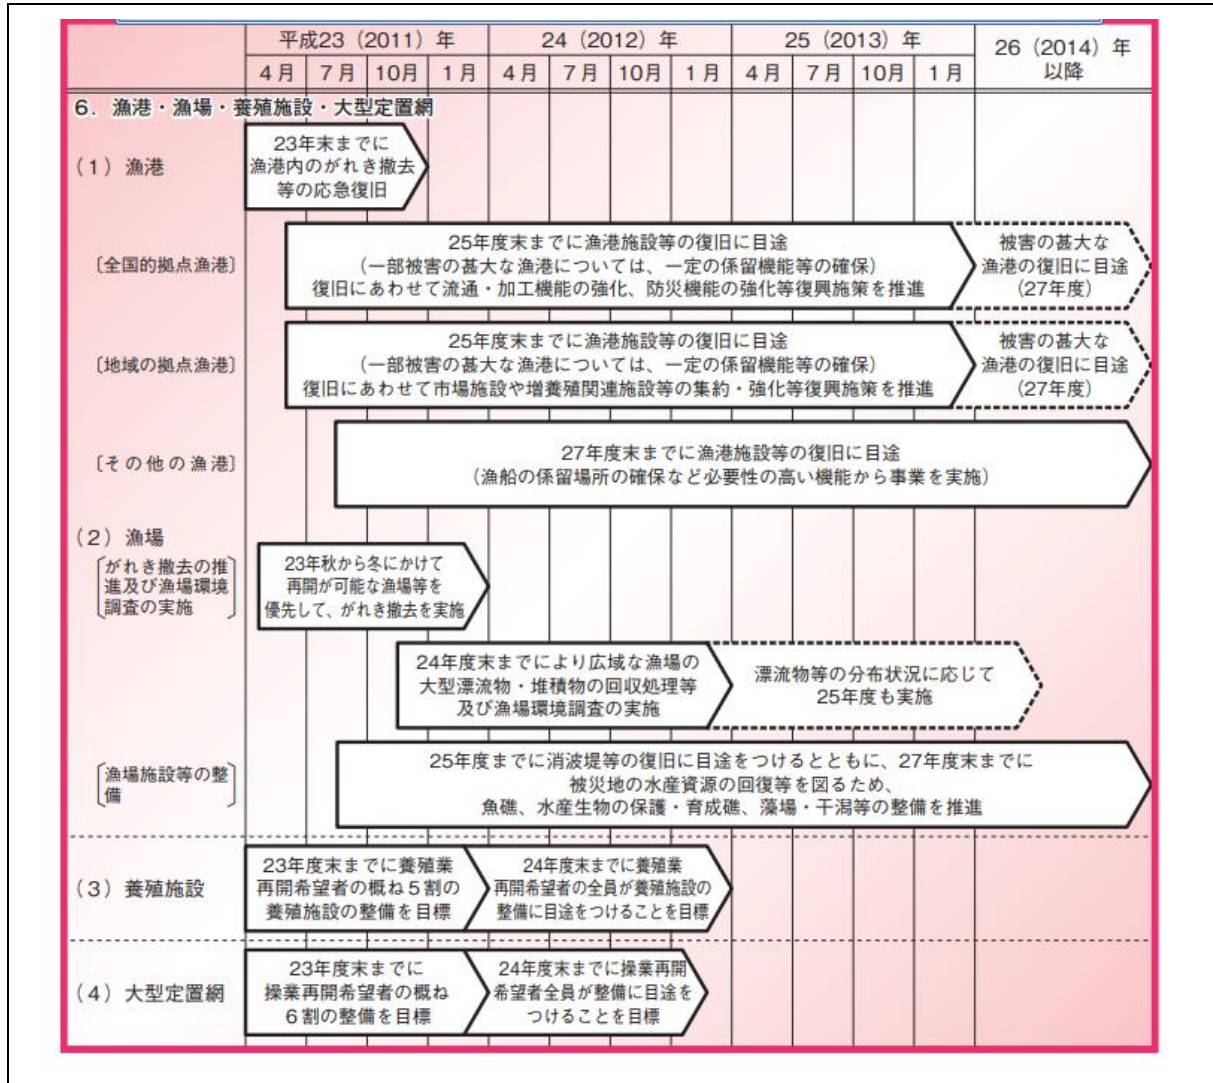 平成23（2011）年
24（2012）年
25（2013）年
26（2014）年
以降
4月 7月 10月 1月 4月 7月 10月 1月 4月 7月 10月 1月
6．漁港・漁場・養殖施設・大型定置網
（1）漁港
23年末までに
漁港内のがれき撤去
等の応急復旧
〔全国的拠点漁港〕
25年度末までに漁港施設等の復旧に目途
（一部被害の甚大な漁港については、一定の係留機能等の確保）
復旧にあわせて流通・加工機能の強化、防災機能の強化等復興施策を推進
被害の甚大な
漁港の復旧に目途
（27年度）
〔地域の拠点漁港〕
25年度末までに漁港施設等の復旧に目途
（一部被害の甚大な漁港については、一定の係留機能等の確保）
復旧にあわせて市場施設や増養殖関連施設等の集約・強化等復興施策を推進
被害の甚大な
漁港の復旧に目途
（27年度）
〔その他の漁港〕
27年度末までに漁港施設等の復旧に目途
（漁船の係留場所の確保など必要性の高い機能から事業を実施）
（2）漁場
がれき撤去の推
進及び漁場環境
調査の実施
23年秋から冬にかけて
再開が可能な漁場等を
優先して、がれき撤去を実施
24年度末までにより広域な漁場の
大型漂流物・堆積物の回収処理等
及び漁場環境調査の実施
漂流物等の分布状況に応じて
25年度も実施
漁場施設等の整
備
25年度までに消波堤等の復旧に目途をつけるとともに、27年度末までに
被災地の水産資源の回復等を図るため、
魚礁、水産生物の保護・育成礁、藻場・干潟等の整備を推進
（3）養殖施設
23年度末までに養殖業
再開希望者の概ね5割の
養殖施設の整備を目標
24年度末までに養殖業
再開希望者の全員が養殖施設の
整備に目途をつけることを目標
（4）大型定置網
23年度末までに
操業再開希望者の概ね
6割の整備を目標
24年度末までに操業再開
希望者全員が整備に目途を
つけることを目標